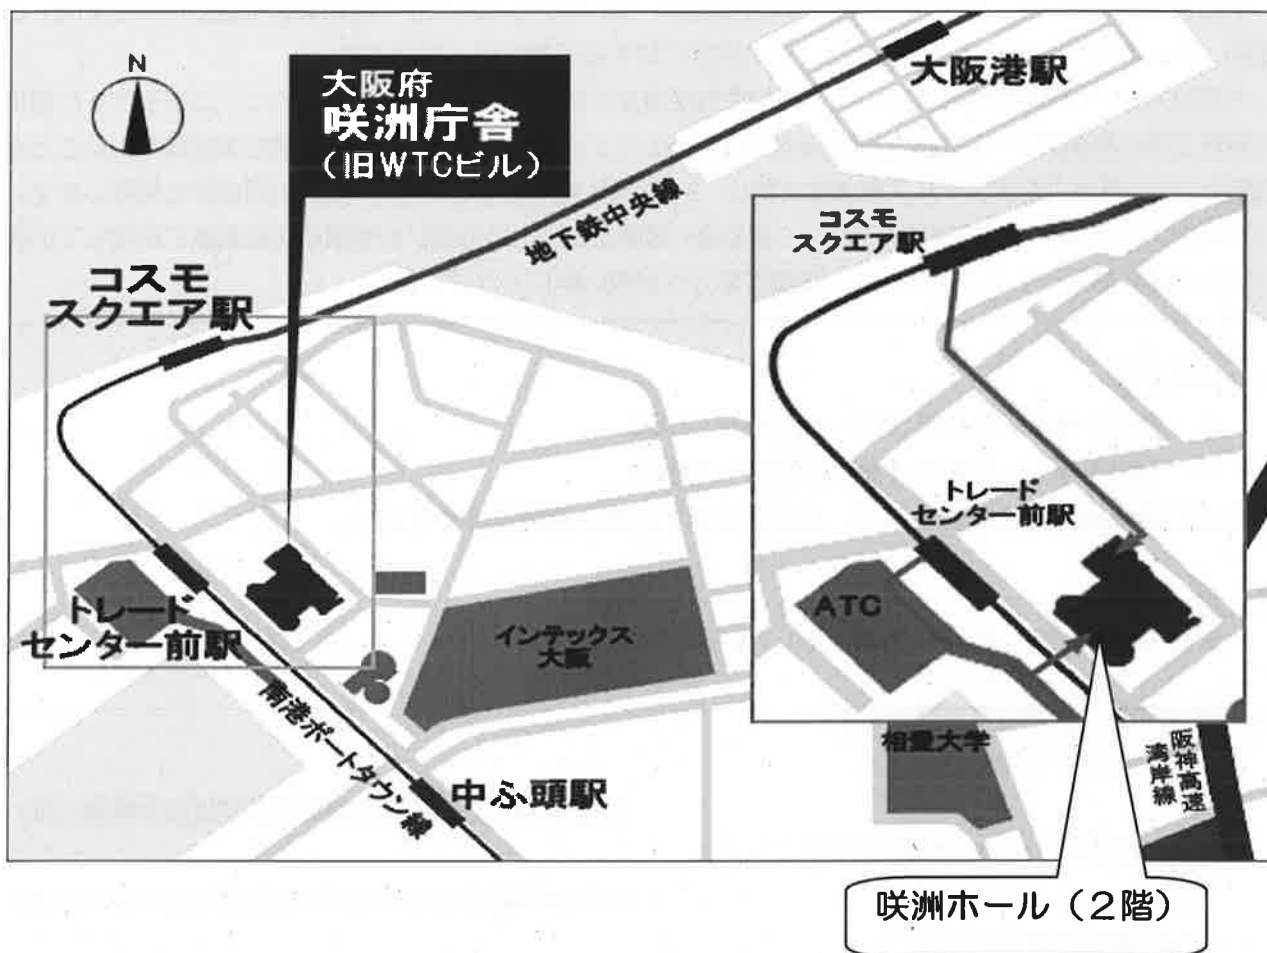 N
大阪府
咲洲庁舎
（旧WTCビル）
大阪港駅
地下鉄中央線
コスモ
スクエア駅
コスモ
スクエア駅
トレード
センター前駅
ATC
トレード
センター前駅
インテックス
大阪
南港ポートタウン線
中ふ頭駅
相愛大学
阪神高速
湾岸線
咲洲ホール（2階）